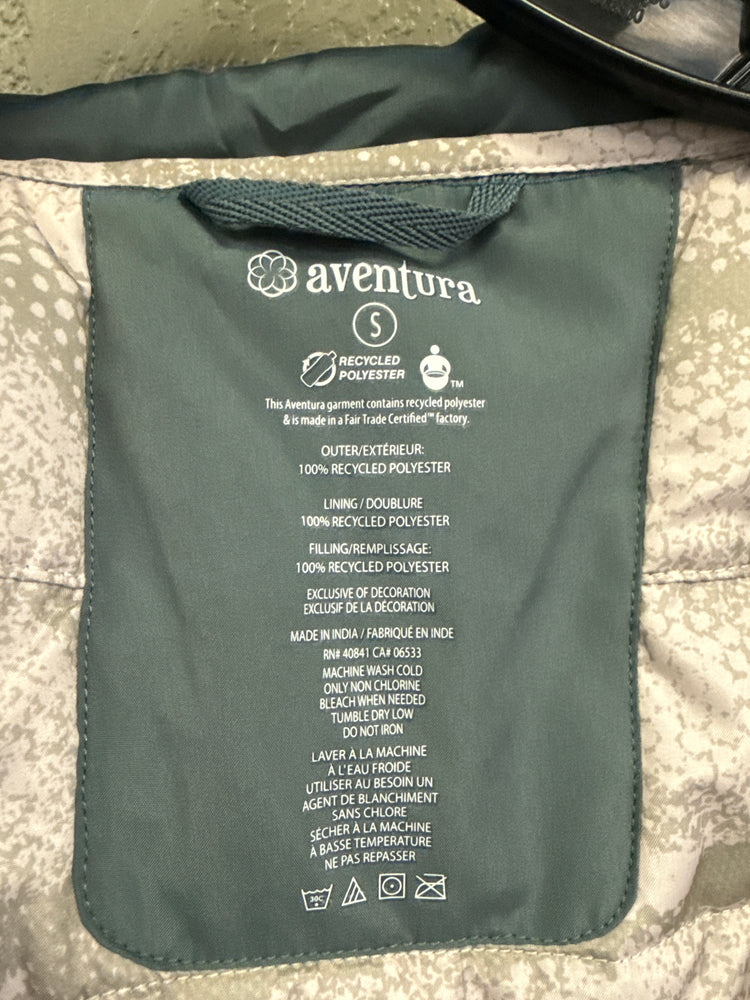 aventura
S
RECYCLED
POLYESTER
TM
This Aventura garment contains recycled polyester
& is made in a Fair Trade Certified™ factory.
OUTER/EXTÉRIEUR:
100% RECYCLED POLYESTER
LINING / DOUBLURE
100% RECYCLED POLYESTER
FILLING/REMPLISSAGE:
100% RECYCLED POLYESTER
EXCLUSIVE OF DECORATION
EXCLUSIF DE LA DÉCORATION
MADE IN INDIA / FABRIQUÉ EN INDE
RN# 40841 CA# 06533
MACHINE WASH COLD
ONLY NON CHLORINE
BLEACH WHEN NEEDED
TUMBLE DRY LOW
DO NOT IRON
LAVER À LA MACHINE
À L'EAU FROIDE
UTILISER AU BESOIN UN
AGENT DE BLANCHIMENT
SANS CHLORE
SÉCHER À LA MACHINE
À BASSE TEMPERATURE
NE PAS REPASSER
30C